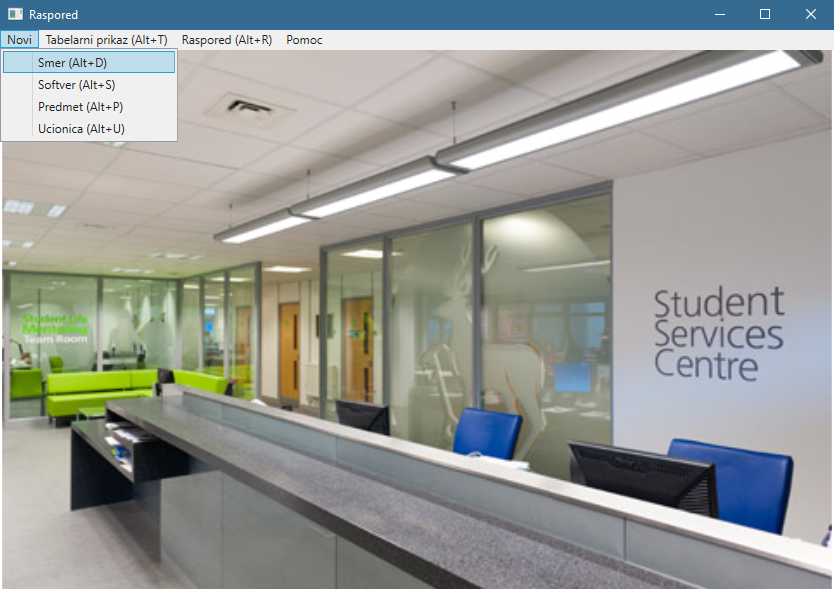 Raspored
Novi Tabelarni prikaz (Alt+T) Raspored (Alt+R) Pomoc
Smer (Alt+D)
Softver (Alt+S)
Predmet (Alt+P)
Ucionica (Alt+U)
Student Life
Mentoring
Team Room
Student
Services
Centre